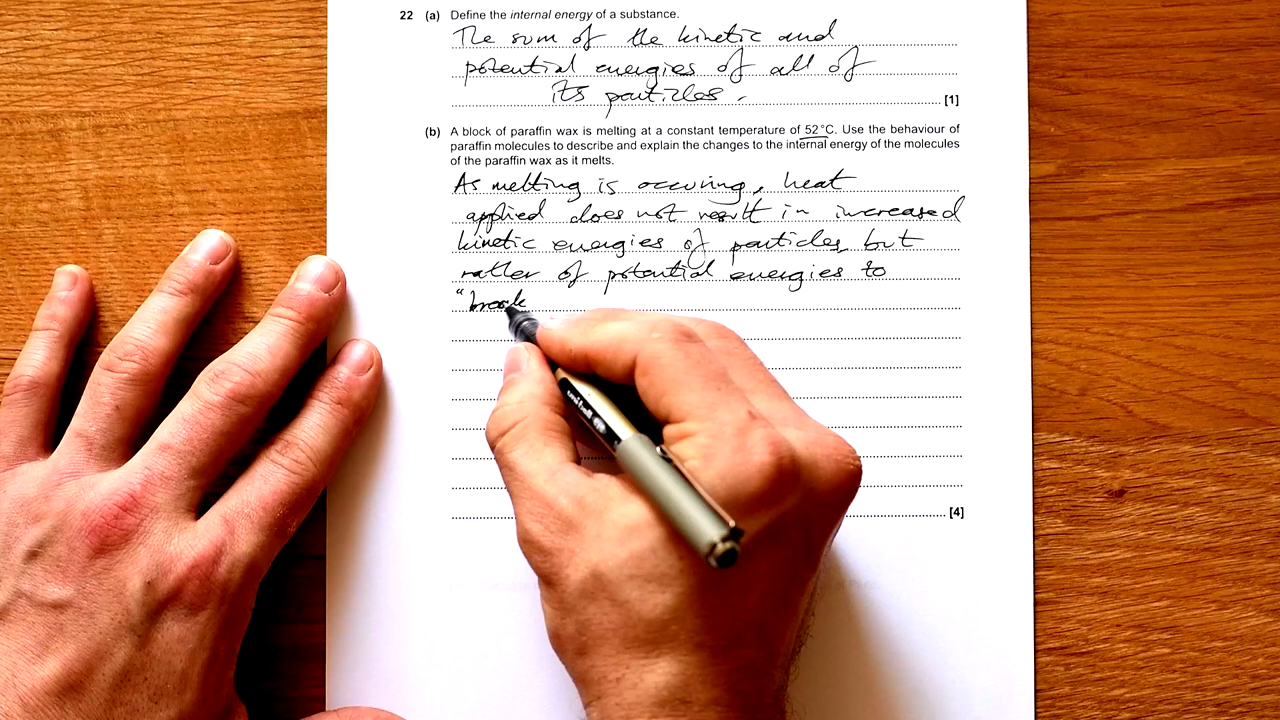 22 (a) Define the internal energy of a substance.
The sum of the kinetic and
potential energies of all of
its particles.
[1]
(b) A block of paraffin wax is melting at a constant temperature of 52°C. Use the behaviour of
paraffin molecules to describe and explain the changes to the internal energy of the molecules
of the paraffin wax as it melts.
As melting is occuring, heat
applied does not result in increased
kinetic energies of particles, but
rather of potential energies to
"break
uniball
[4]